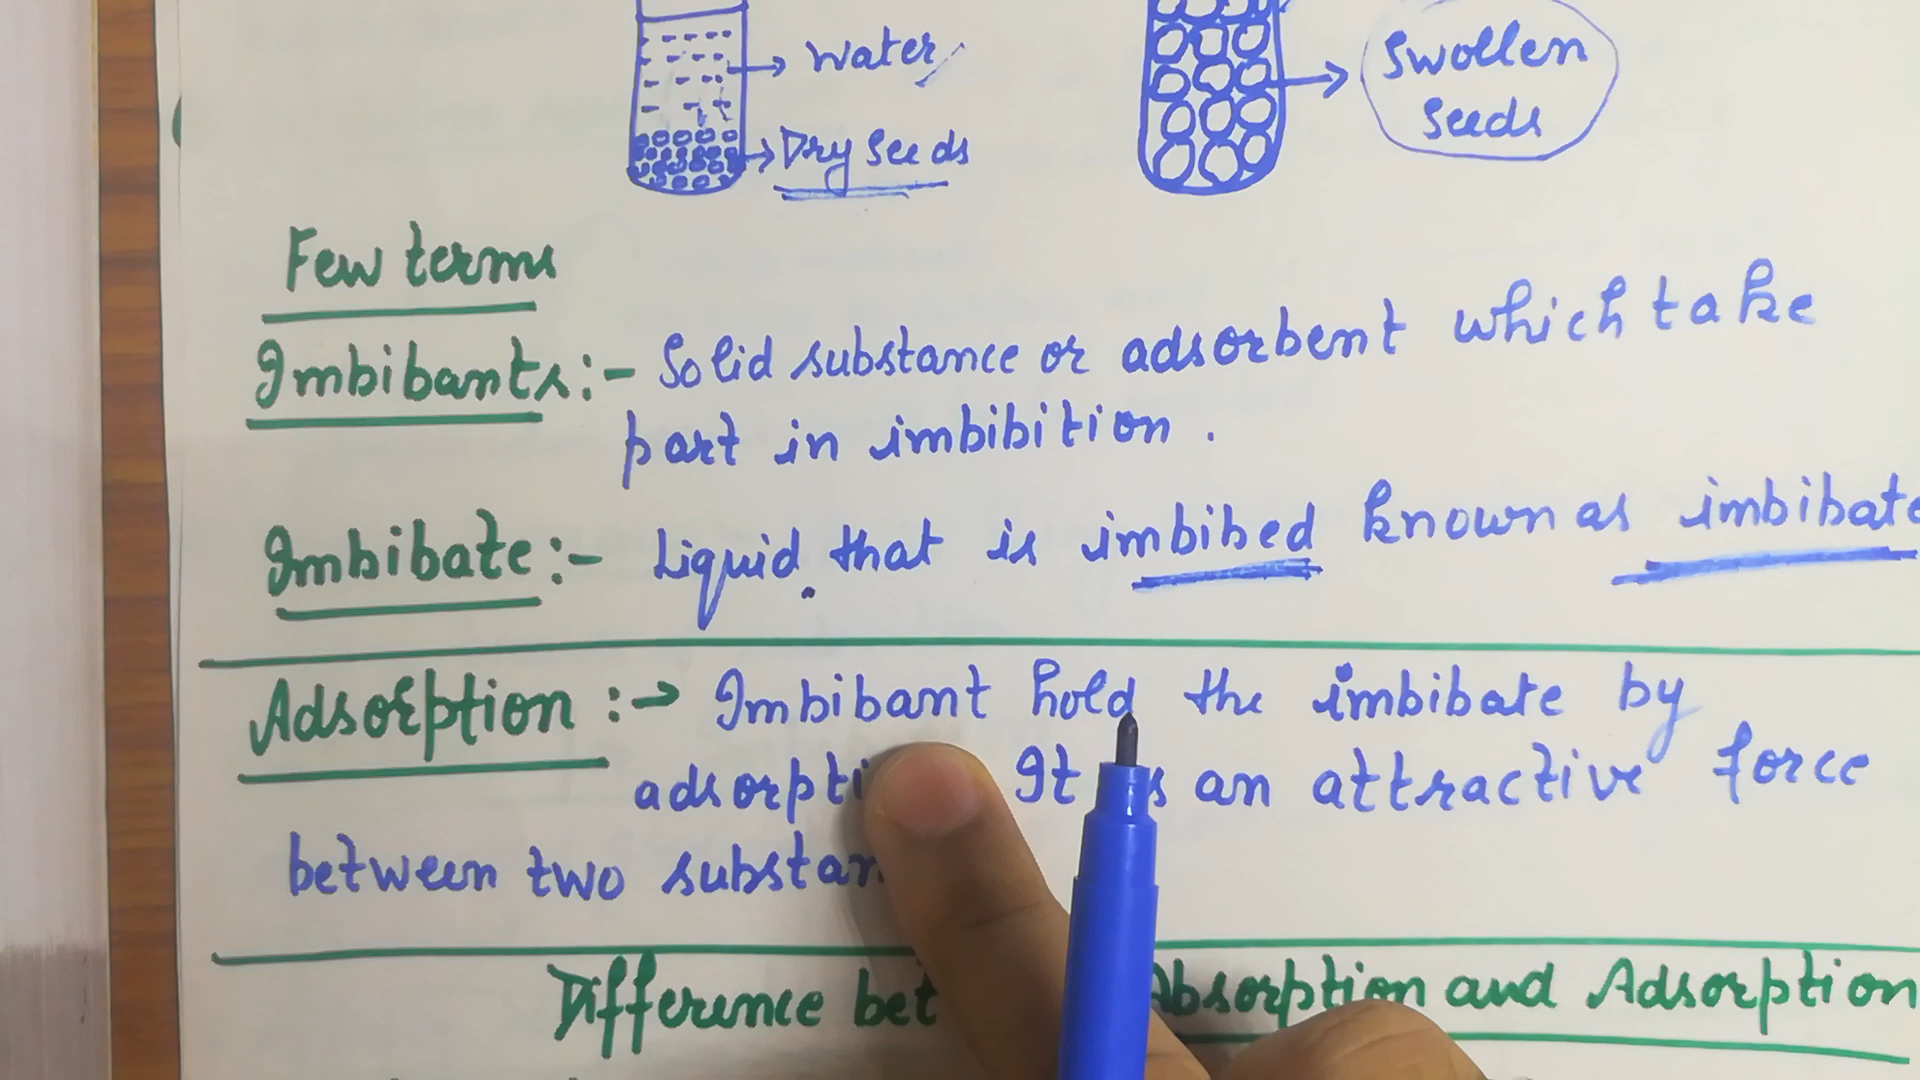 Water
Swollen
seeds
Dry seeds
Few terms
Imbibants:- Solid substance or adsorbent which take
part in imbibition.
Imbibate:- Liquid that is imbibed known as imbibate
Adsorption :→ Imbibant hold the imbibate by
It an attractive force
between two
Difference Absorption and Adsorption